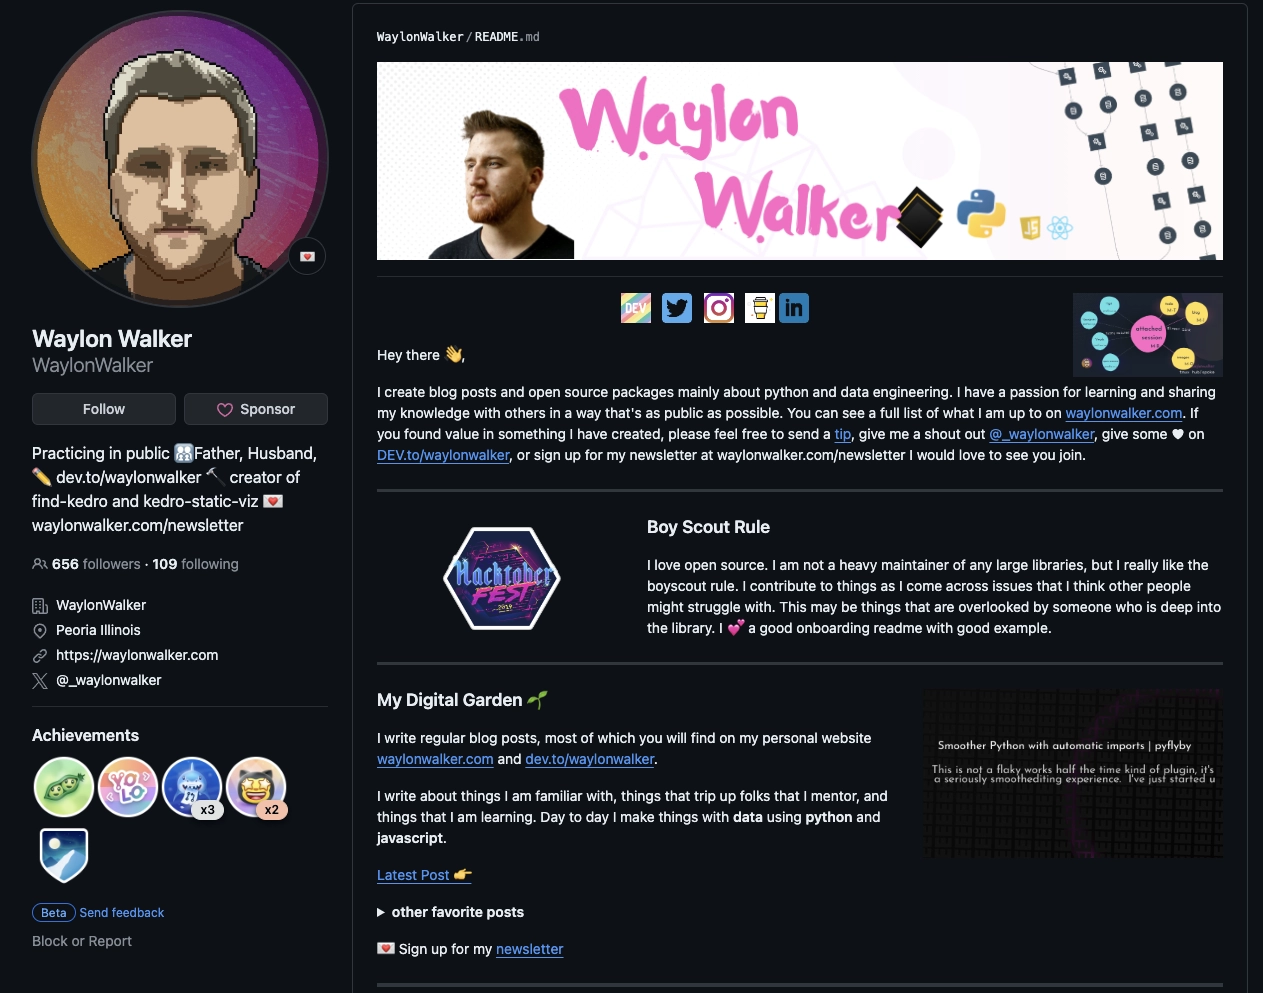 Waylon Walker
WaylonWalker
Follow
Sponsor
Practicing in public Father, Husband,
✏️ dev.to/waylonwalker 🔨 creator of
find-kedro and kedro-static-viz 💌
waylonwalker.com/newsletter
656 followers · 109 following
WaylonWalker
Peoria Illinois
https://waylonwalker.com
@_waylonwalker
Achievements
YOLO
x3
x2
Beta Send feedback
Block or Report
WaylonWalker/README.md
Waylon
Walker
JS
DEV
in
attached
session
Hey there 👋,
I create blog posts and open source packages mainly about python and data engineering. I have a passion for learning and sharing
my knowledge with others in a way that's as public as possible. You can see a full list of what I am up to on waylonwalker.com. If
you found value in something I have created, please feel free to send a tip, give me a shout out @_waylonwalker, give some 🖤 on
DEV.to/waylonwalker, or sign up for my newsletter at waylonwalker.com/newsletter I would love to see you join.
Hacktober
FEST
2019
Boy Scout Rule
I love open source. I am not a heavy maintainer of any large libraries, but I really like the
boyscout rule. I contribute to things as I come across issues that I think other people
might struggle with. This may be things that are overlooked by someone who is deep into
the library. I 💕 a good onboarding readme with good example.
My Digital Garden 🌱
I write regular blog posts, most of which you will find on my personal website
waylonwalker.com and dev.to/waylonwalker.
I write about things I am familiar with, things that trip up folks that I mentor, and
things that I am learning. Day to day I make things with data using python and
javascript.
Latest Post 👉
▶ other favorite posts
💌 Sign up for my newsletter
Smoother Python with automatic imports | pyflyby
This is not a flaky works half the time kind of plugin, it's
a seriously smoothediting experience. I've just started u